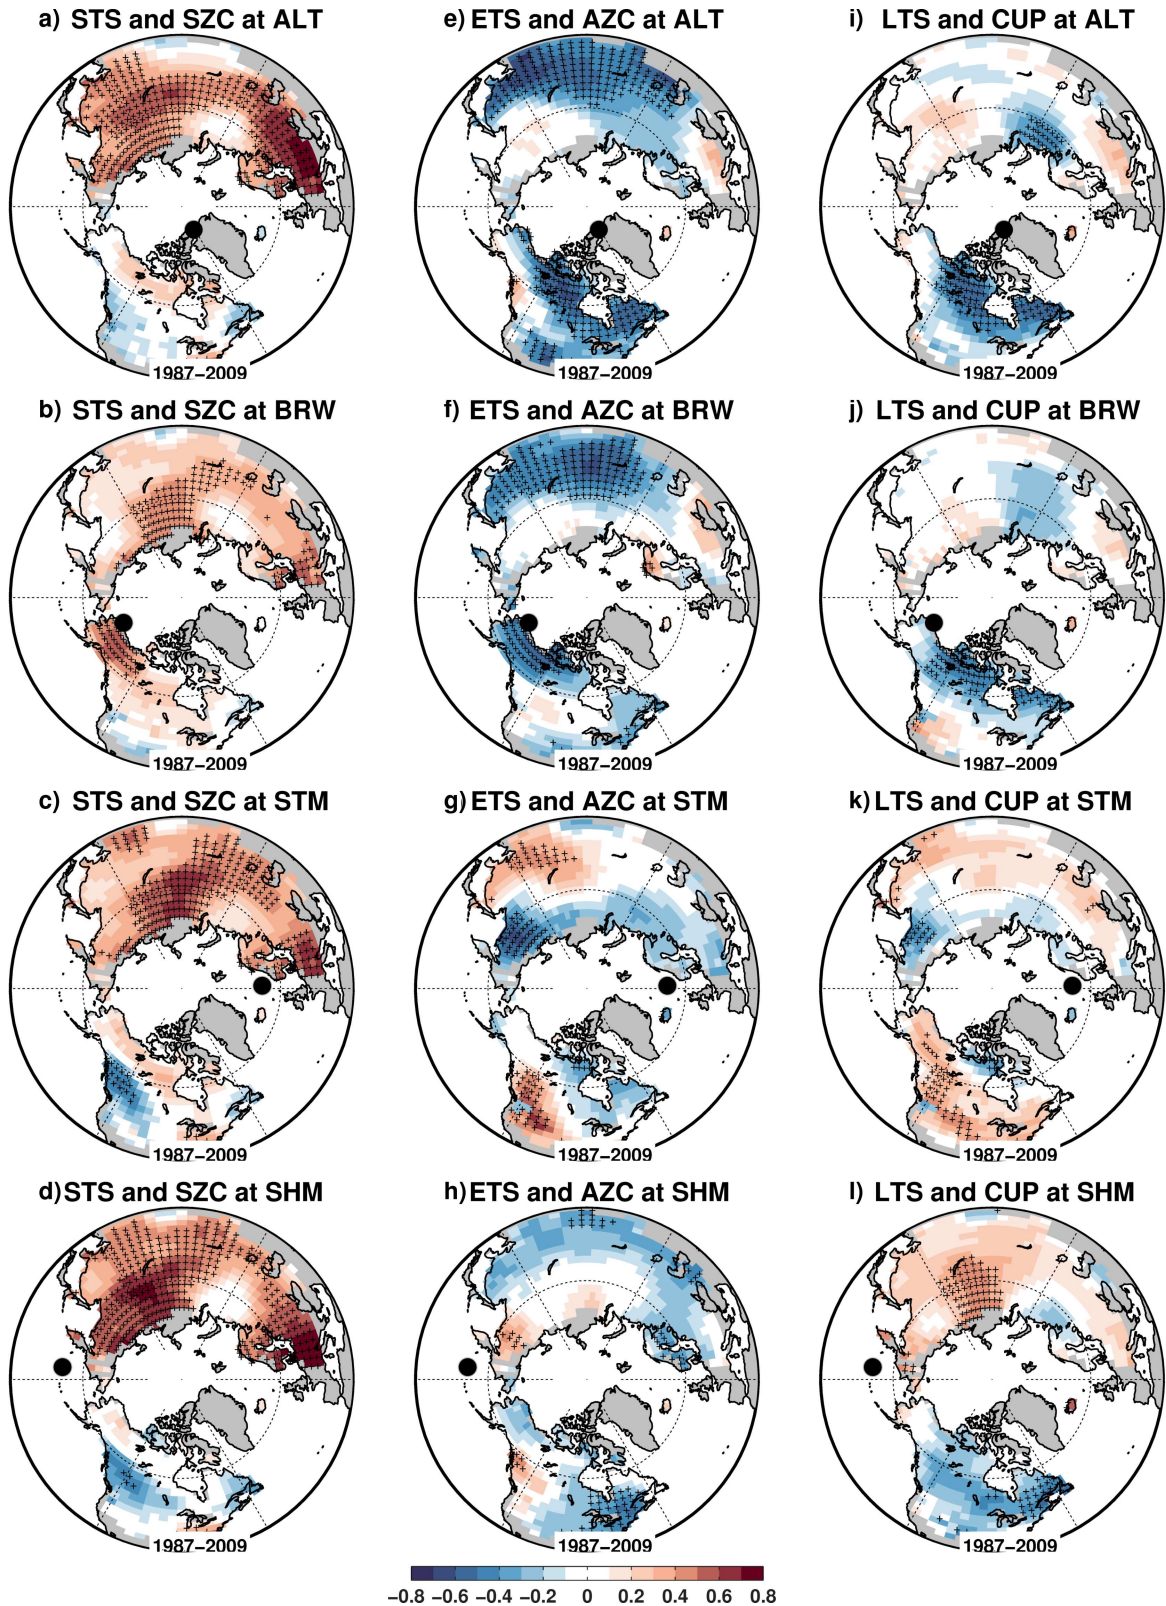 a) STS and SZC at ALT
e) ETS and AZC at ALT
i) LTS and CUP at ALT
1987−2009
1987−2009
1987−2009
b) STS and SZC at BRW
f) ETS and AZC at BRW
j) LTS and CUP at BRW
1987−2009
1987−2009
1987−2009
c) STS and SZC at STM
g) ETS and AZC at STM
k) LTS and CUP at STM
1987−2009
1987−2009
1987−2009
d) STS and SZC at SHM
h) ETS and AZC at SHM
l) LTS and CUP at SHM
1987−2009
1987−2009
1987−2009
−0.8 −0.6 −0.4 −0.2 0 0.2 0.4 0.6 0.8